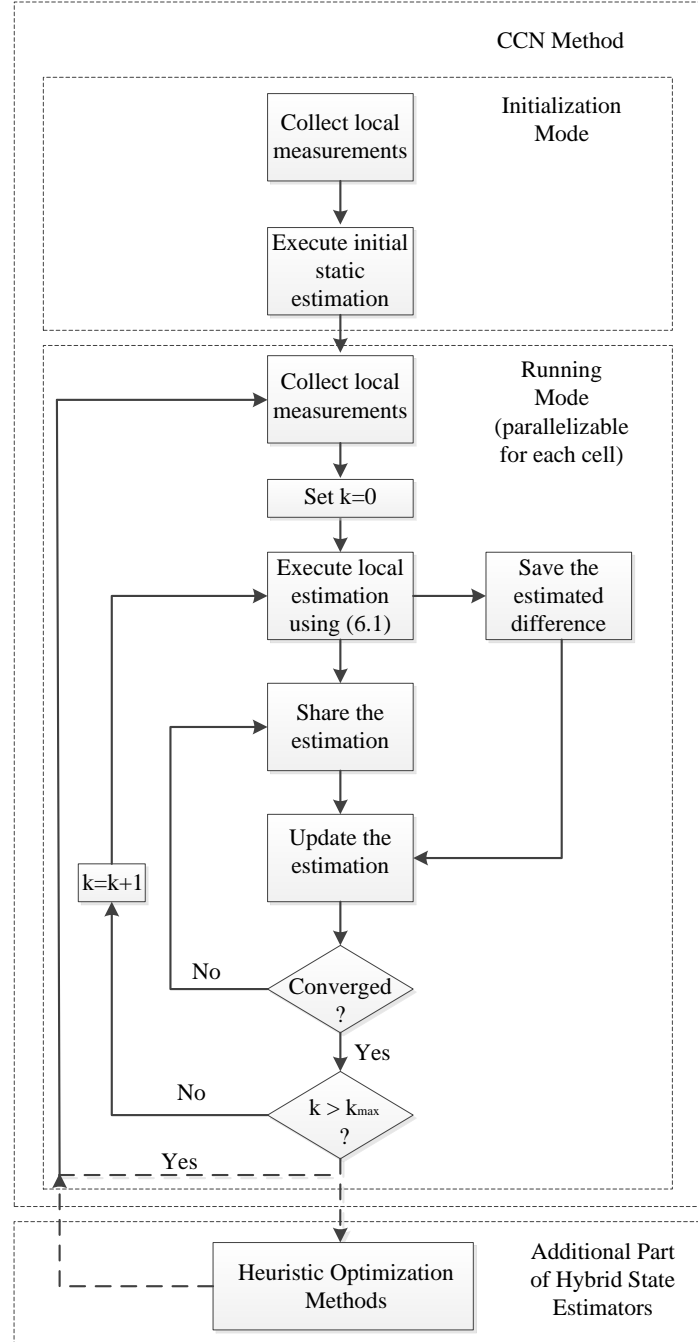 CCN Method
Initialization
Mode
Collect local
measurements
Execute initial
static
estimation
Running
Mode
(parallelizable
for each cell)
Collect local
measurements
Set k=0
Execute local
estimation
using (6.1)
Save the
estimated
difference
Share the
estimation
Update the
estimation
k=k+1
No
Converged
?
Yes
No
k > kmax
?
Yes
Heuristic Optimization
Methods
Additional Part
of Hybrid State
Estimators